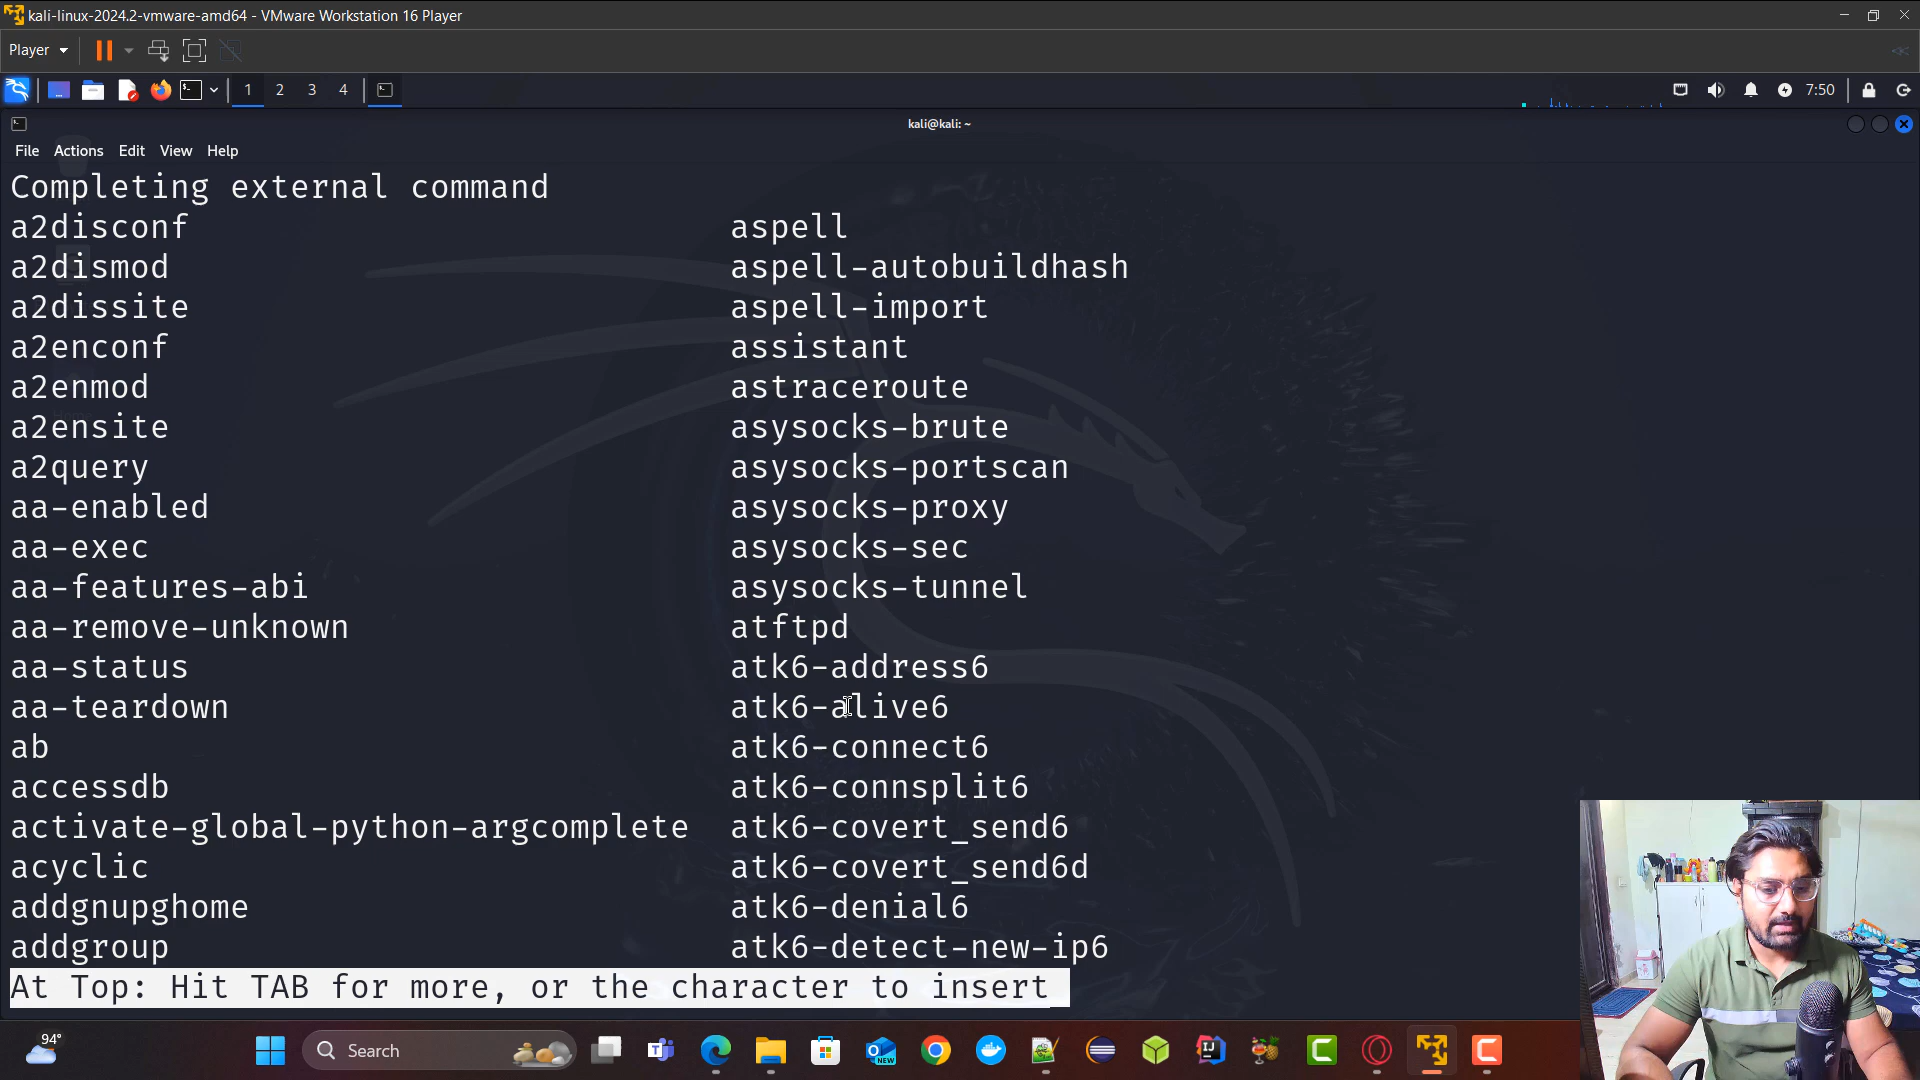 kali-linux-2024.2-vmware-amd64 - VMware Workstation 16 Player
Player
1 2 3 4
7:50
kali@kali: ~
File Actions Edit View Help
Completing external command
a2disconf aspell
a2dismod aspell-autobuildhash
a2dissite aspell-import
a2enconf assistant
a2enmod astraceroute
a2ensite asysocks-brute
a2query asysocks-portscan
aa-enabled asysocks-proxy
aa-exec asysocks-sec
aa-features-abi asysocks-tunnel
aa-remove-unknown atftpd
aa-status atk6-address6
aa-teardown atk6-alive6
ab atk6-connect6
accessdb atk6-connsplit6
activate-global-python-argcomplete atk6-covert_send6
acyclic atk6-covert_send6d
addgnupghome atk6-denial6
addgroup atk6-detect-new-ip6
At Top: Hit TAB for more, or the character to insert
94°
Search
NEW